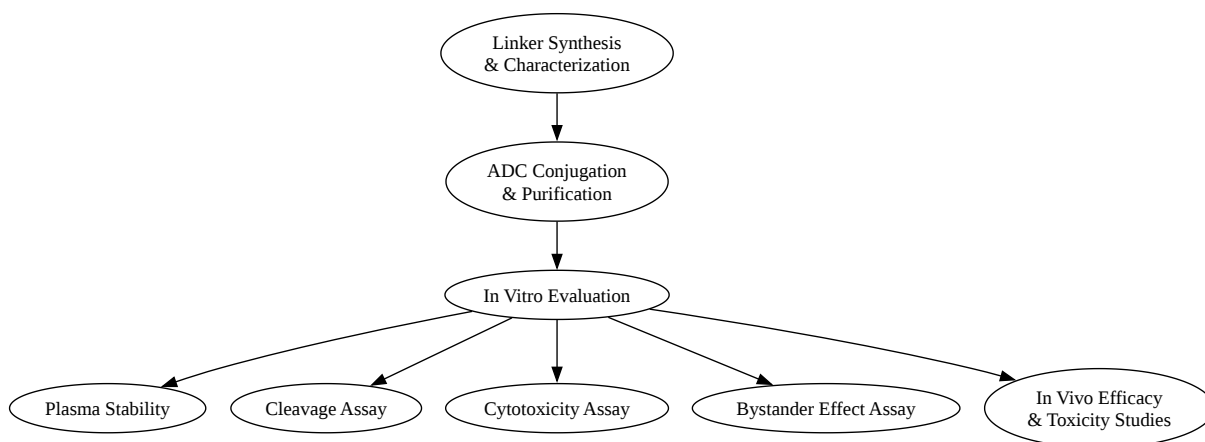 Linker Synthesis
& Characterization
ADC Conjugation
& Purification
In Vitro Evaluation
Plasma Stability
Cleavage Assay
Cytotoxicity Assay
Bystander Effect Assay
In Vivo Efficacy
& Toxicity Studies